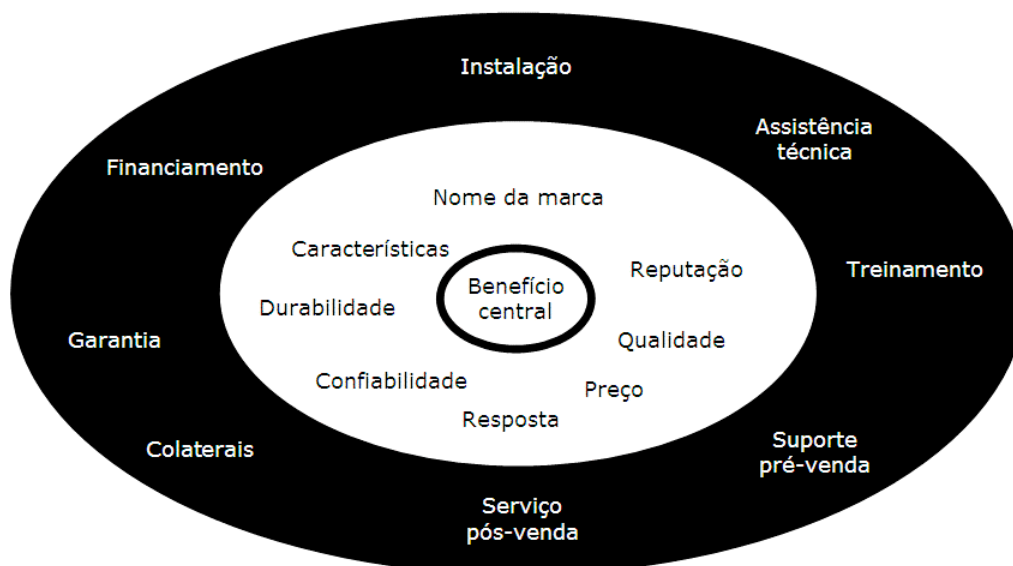 Instalação
Assistência
técnica
Financiamento
Nome da marca
Características
Reputação
Treinamento
Benefício
central
Durabilidade
Garantia
Qualidade
Confiabilidade
Preço
Resposta
Colaterais
Suporte
pré-venda
Serviço
pós-venda